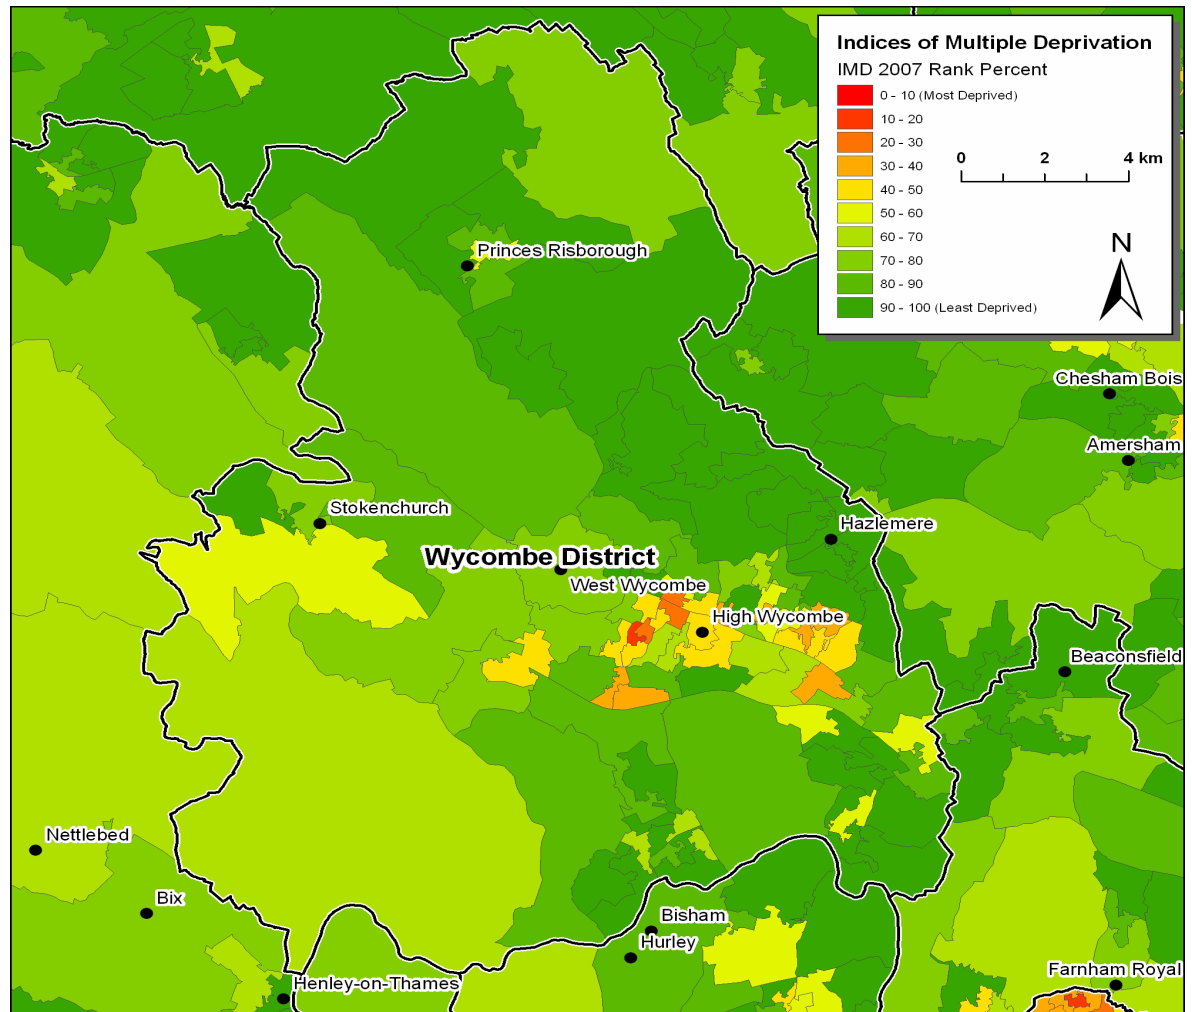 Indices of Multiple Deprivation
IMD 2007 Rank Percent
0 - 10 (Most Deprived)
10 - 20
20 - 30
30 - 40
40 - 50
50 - 60
60 - 70
70 - 80
80 - 90
90 - 100 (Least Deprived)
0 2 4 km
N
Princes Risborough
Chesham Bois
Amersham
Stokenchurch
Hazlemere
Wycombe District
West Wycombe
High Wycombe
Beaconsfield
Nettlebed
Bix
Bisham
Hurley
Farnham Royal
Henley-on-Thames